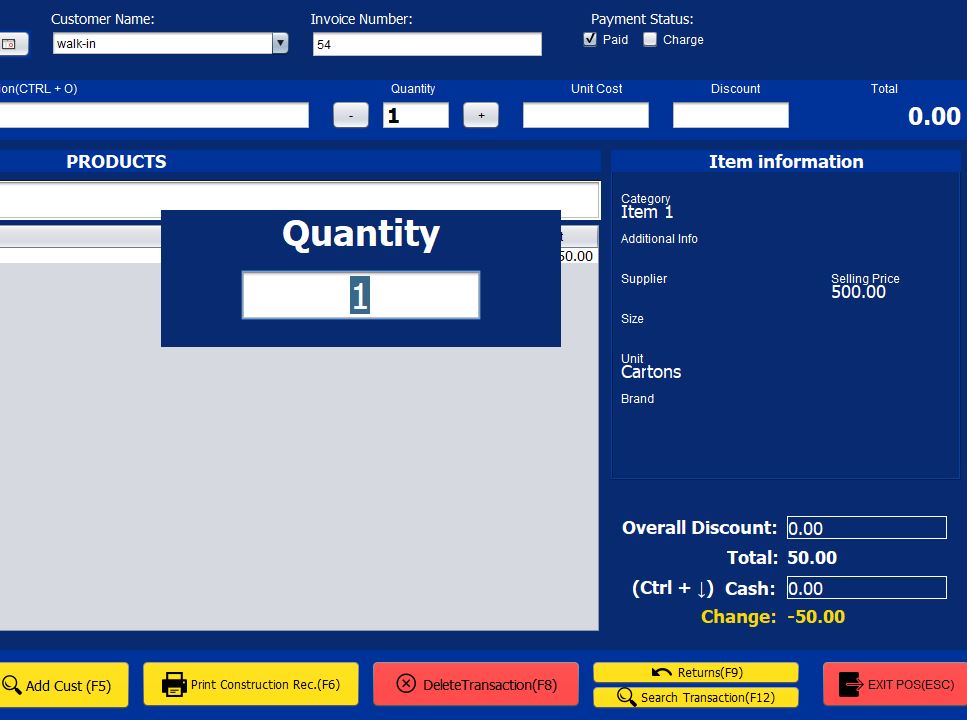 Customer Name:
Invoice Number:
Payment Status:
walk-in
54
Paid
Charge
ion(CTRL + O)
Quantity
Unit Cost
Discount
Total
-
1
+
0.00
PRODUCTS
Item information
Category
Item 1
Additional Info
Quantity
t
50.00
1
Supplier
Selling Price
500.00
Size
Unit
Cartons
Brand
Overall Discount: 0.00
Total: 50.00
(Ctrl + ↓) Cash: 0.00
Change: -50.00
Add Cust (F5)
Print Construction Rec.(F6)
DeleteTransaction(F8)
Returns(F9)
Search Transaction(F12)
EXIT POS(ESC)